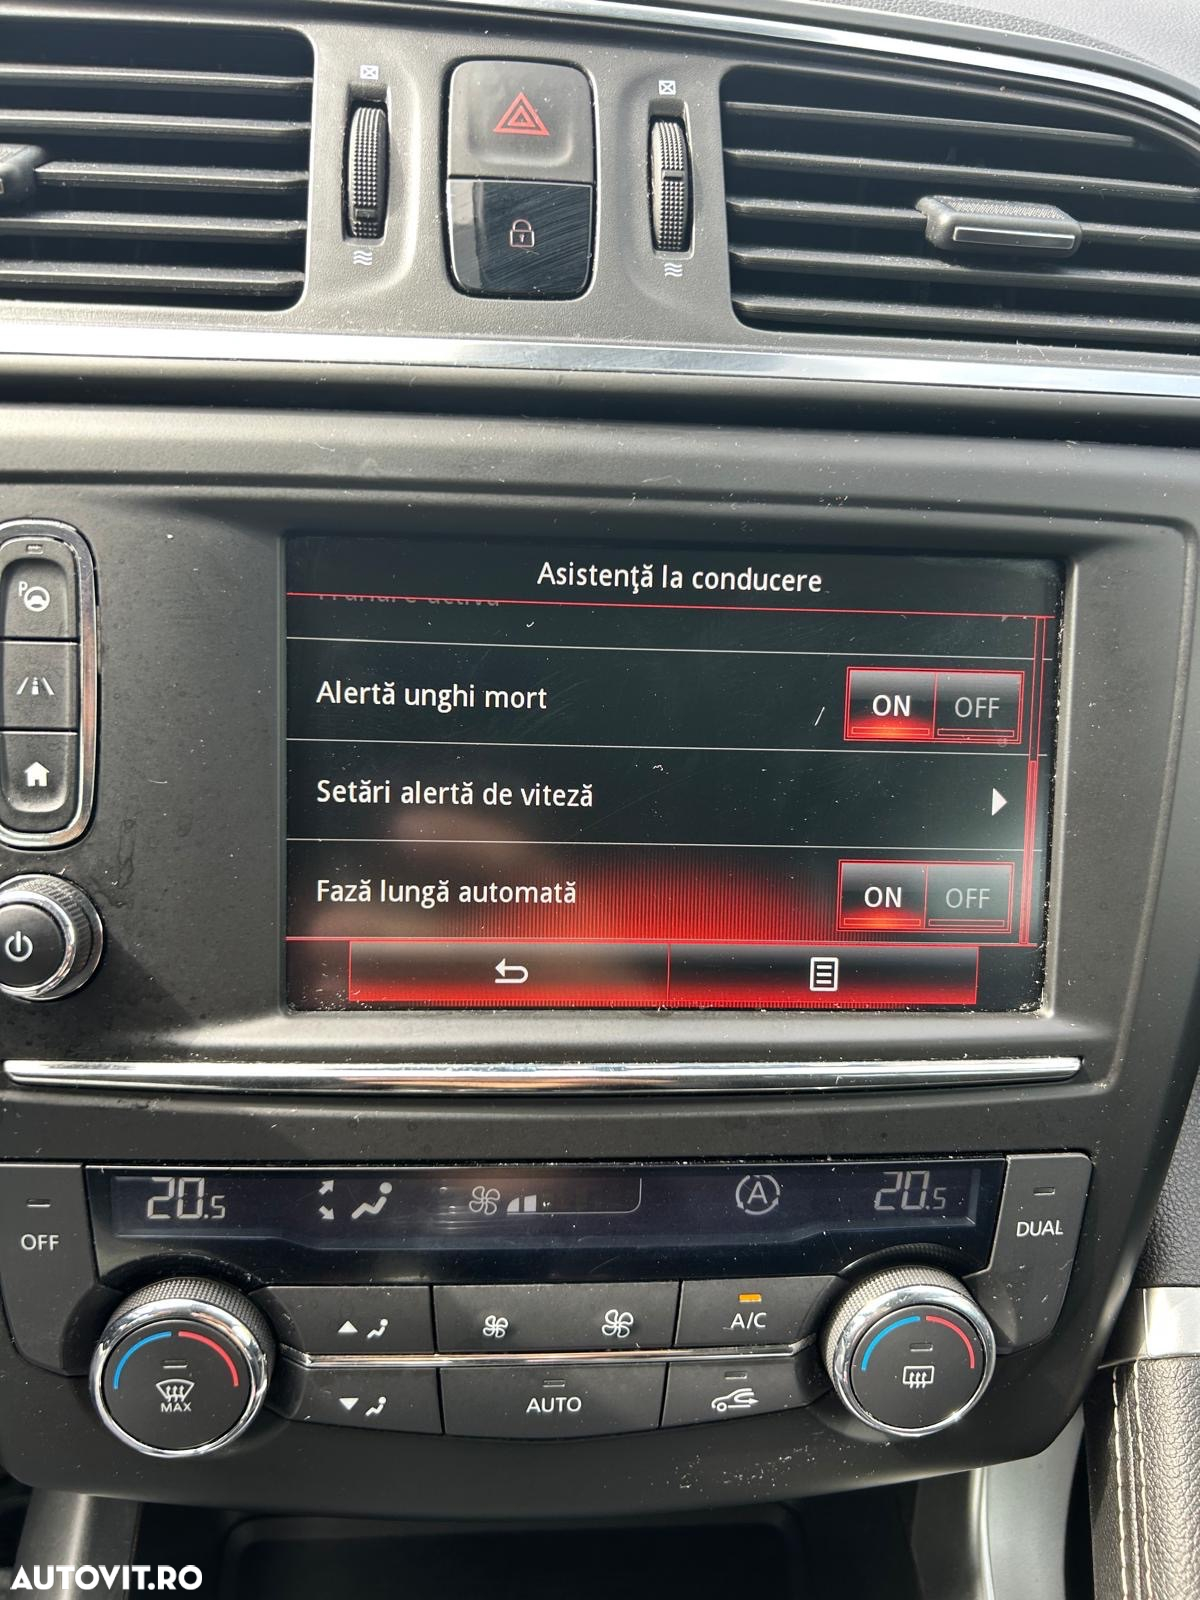 Asistență la conducere
Alertă unghi mort ON OFF
Setări alertă de viteză
Fază lungă automată ON OFF
P
20.5 A 20.5
OFF
DUAL
A/C
MAX
AUTO
AUTOVIT.RO